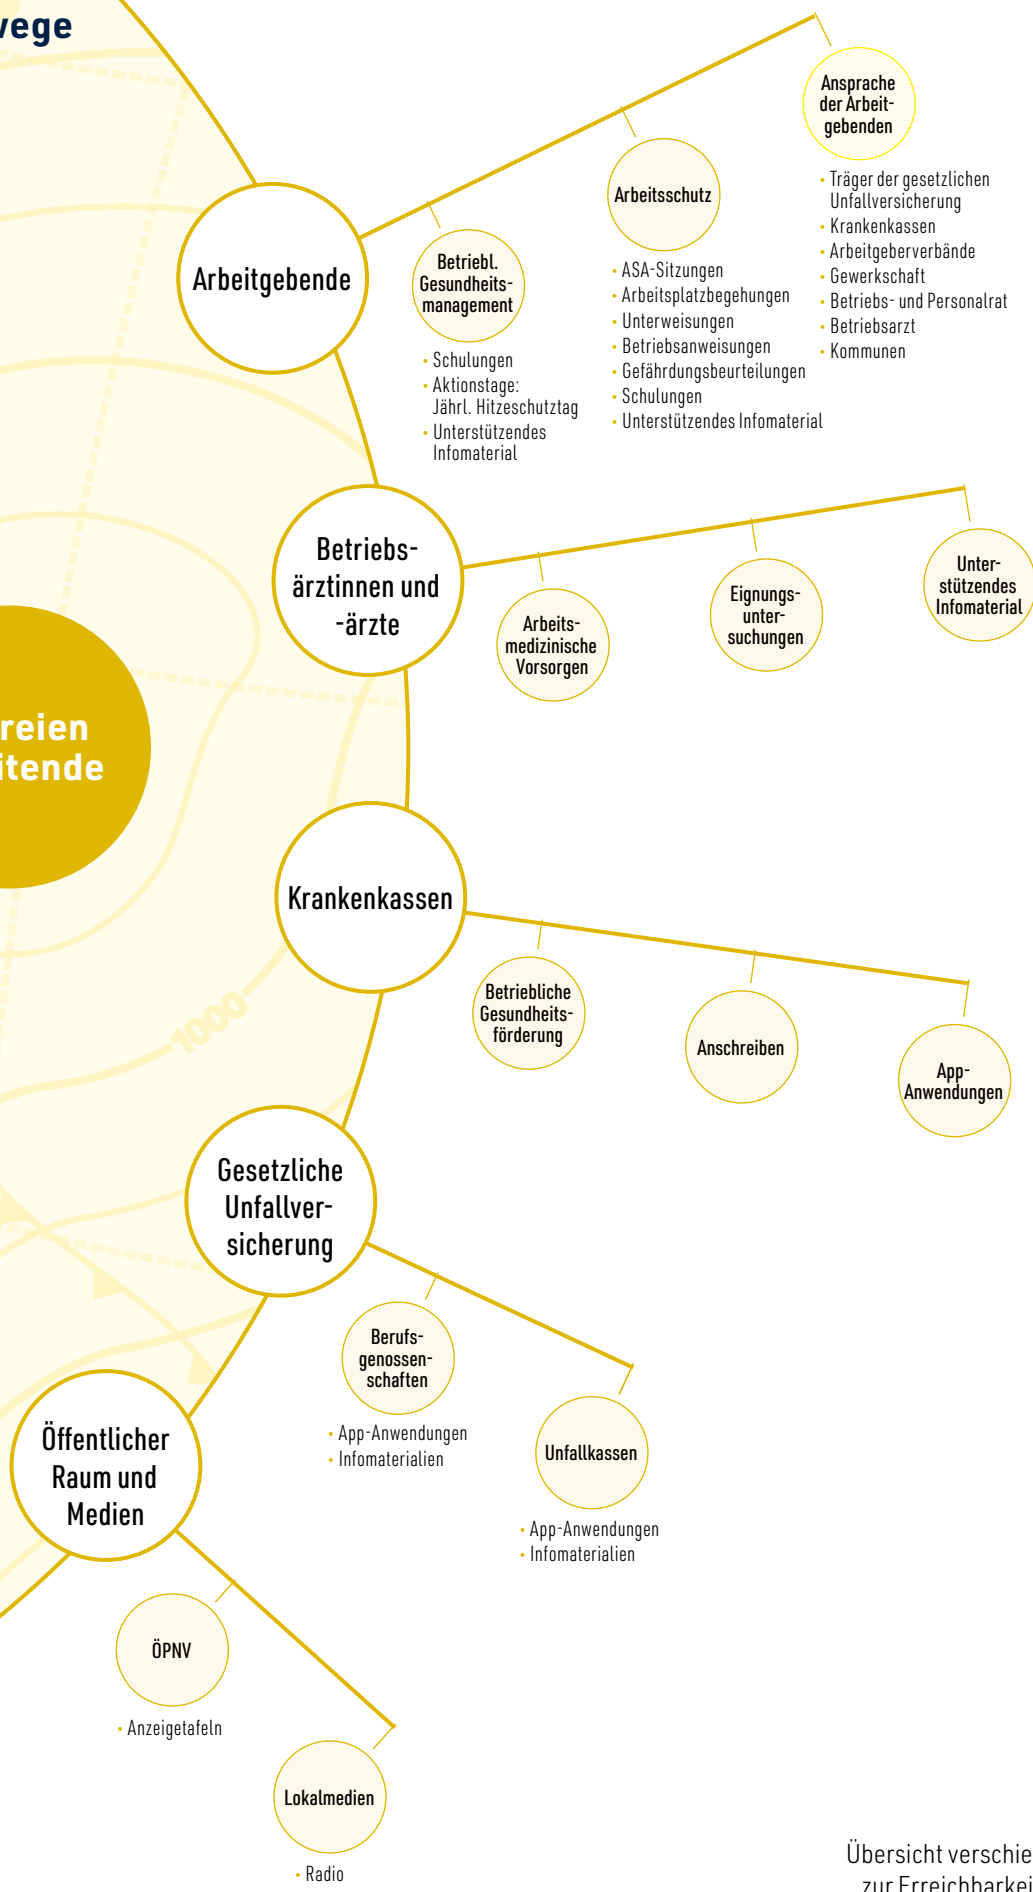 wege
Arbeitgebende
Betriebl.
Gesundheits-
management
• Schulungen
• Aktionstage:
Jährl. Hitzeschutztag
• Unterstützendes
Infomaterial
Arbeitsschutz
• ASA-Sitzungen
• Arbeitsplatzbegehungen
• Unterweisungen
• Betriebsanweisungen
• Gefährdungsbeurteilungen
• Schulungen
• Unterstützendes Infomaterial
Ansprache
der Arbeit-
gebenden
• Träger der gesetzlichen
Unfallversicherung
• Krankenkassen
• Arbeitgeberverbände
• Gewerkschaft
• Betriebs- und Personalrat
• Betriebsarzt
• Kommunen
Betriebs-
ärztinnen und
-ärzte
Arbeits-
medizinische
Vorsorgen
Eignungs-
unter-
suchungen
Unter-
stützendes
Infomaterial
reien
itende
Krankenkassen
Betriebliche
Gesundheits-
förderung
Anschreiben
App-
Anwendungen
1000
Gesetzliche
Unfallver-
sicherung
Berufs-
genossen-
schaften
• App-Anwendungen
• Infomaterialien
Unfallkassen
• App-Anwendungen
• Infomaterialien
Öffentlicher
Raum und
Medien
ÖPNV
• Anzeigetafeln
Lokalmedien
• Radio
Übersicht verschie
zur Erreichbarkei